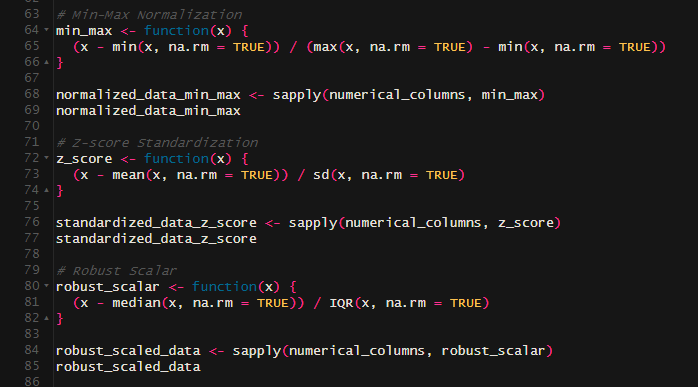 63 # Min-Max Normalization
64 min_max <- function(x) {
65 (x - min(x, na.rm = TRUE)) / (max(x, na.rm = TRUE) - min(x, na.rm = TRUE))
66 }
67
68 normalized_data_min_max <- sapply(numerical_columns, min_max)
69 normalized_data_min_max
70
71 # Z-score Standardization
72 z_score <- function(x) {
73 (x - mean(x, na.rm = TRUE)) / sd(x, na.rm = TRUE)
74 }
75
76 standardized_data_z_score <- sapply(numerical_columns, z_score)
77 standardized_data_z_score
78
79 # Robust Scalar
80 robust_scalar <- function(x) {
81 (x - median(x, na.rm = TRUE)) / IQR(x, na.rm = TRUE)
82 }
83
84 robust_scaled_data <- sapply(numerical_columns, robust_scalar)
85 robust_scaled_data
86